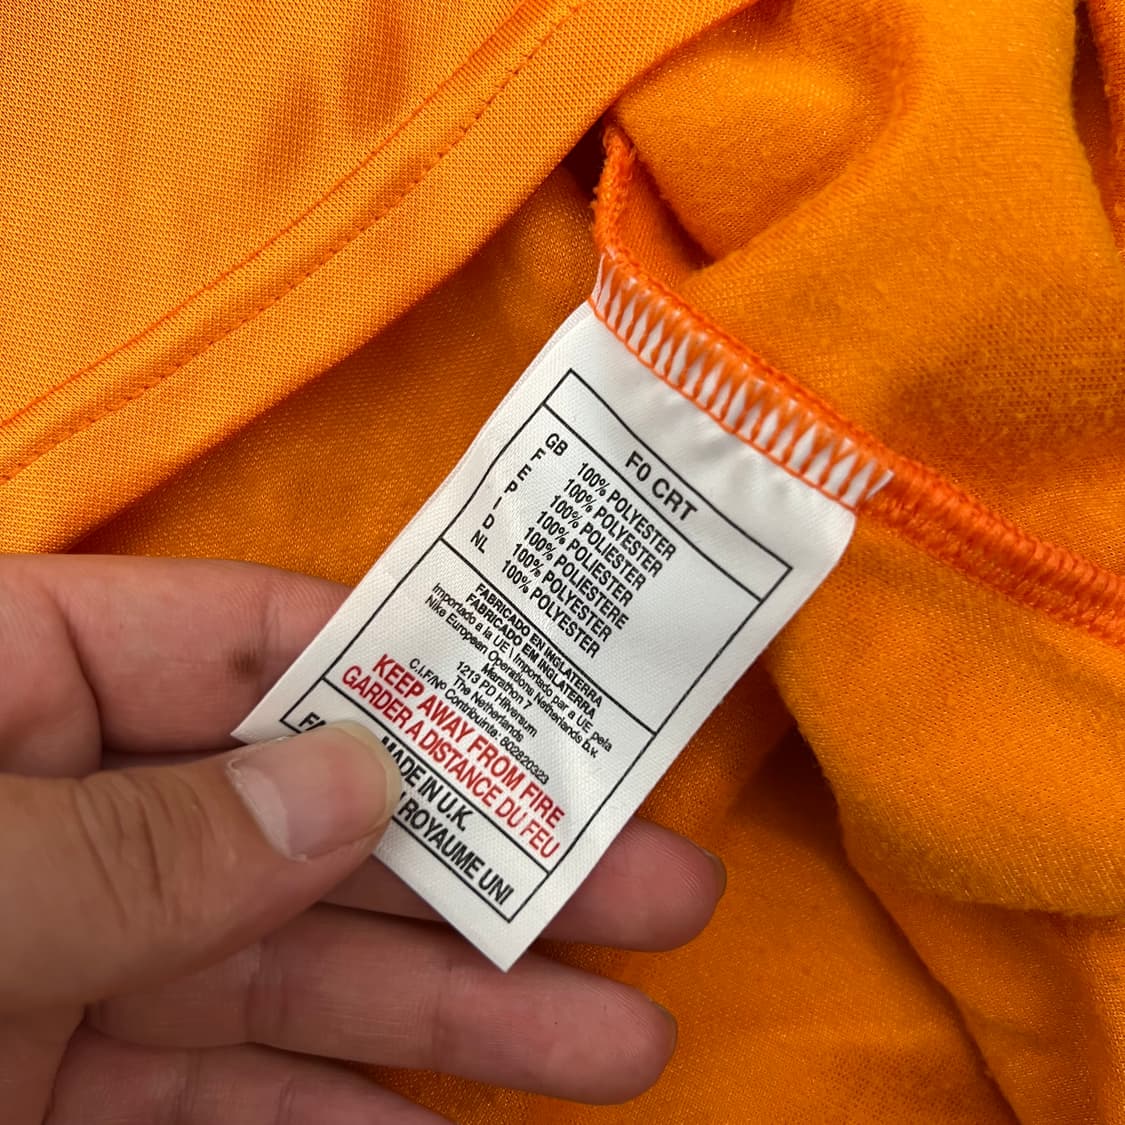 F0 CRT
GB 100% POLYESTER
F 100% POLYESTER
E 100% POLIESTER
P 100% POLIESTER
I 100% POLIESTERE
D 100% POLYESTER
NL 100% POLYESTER
FABRICADO EN INGLATERRA
FABRICADO EM INGLATERRA
Importado a la UE \ Importado par a UE pela
Nike European Operations Netherlands b.v.
Marathon 7
1213 PD Hilversum
The Netherlands
C.I.F/Nº Contribuinte: 802820323
KEEP AWAY FROM FIRE
GARDER A DISTANCE DU FEU
MADE IN U.K.
ROYAUME UNI